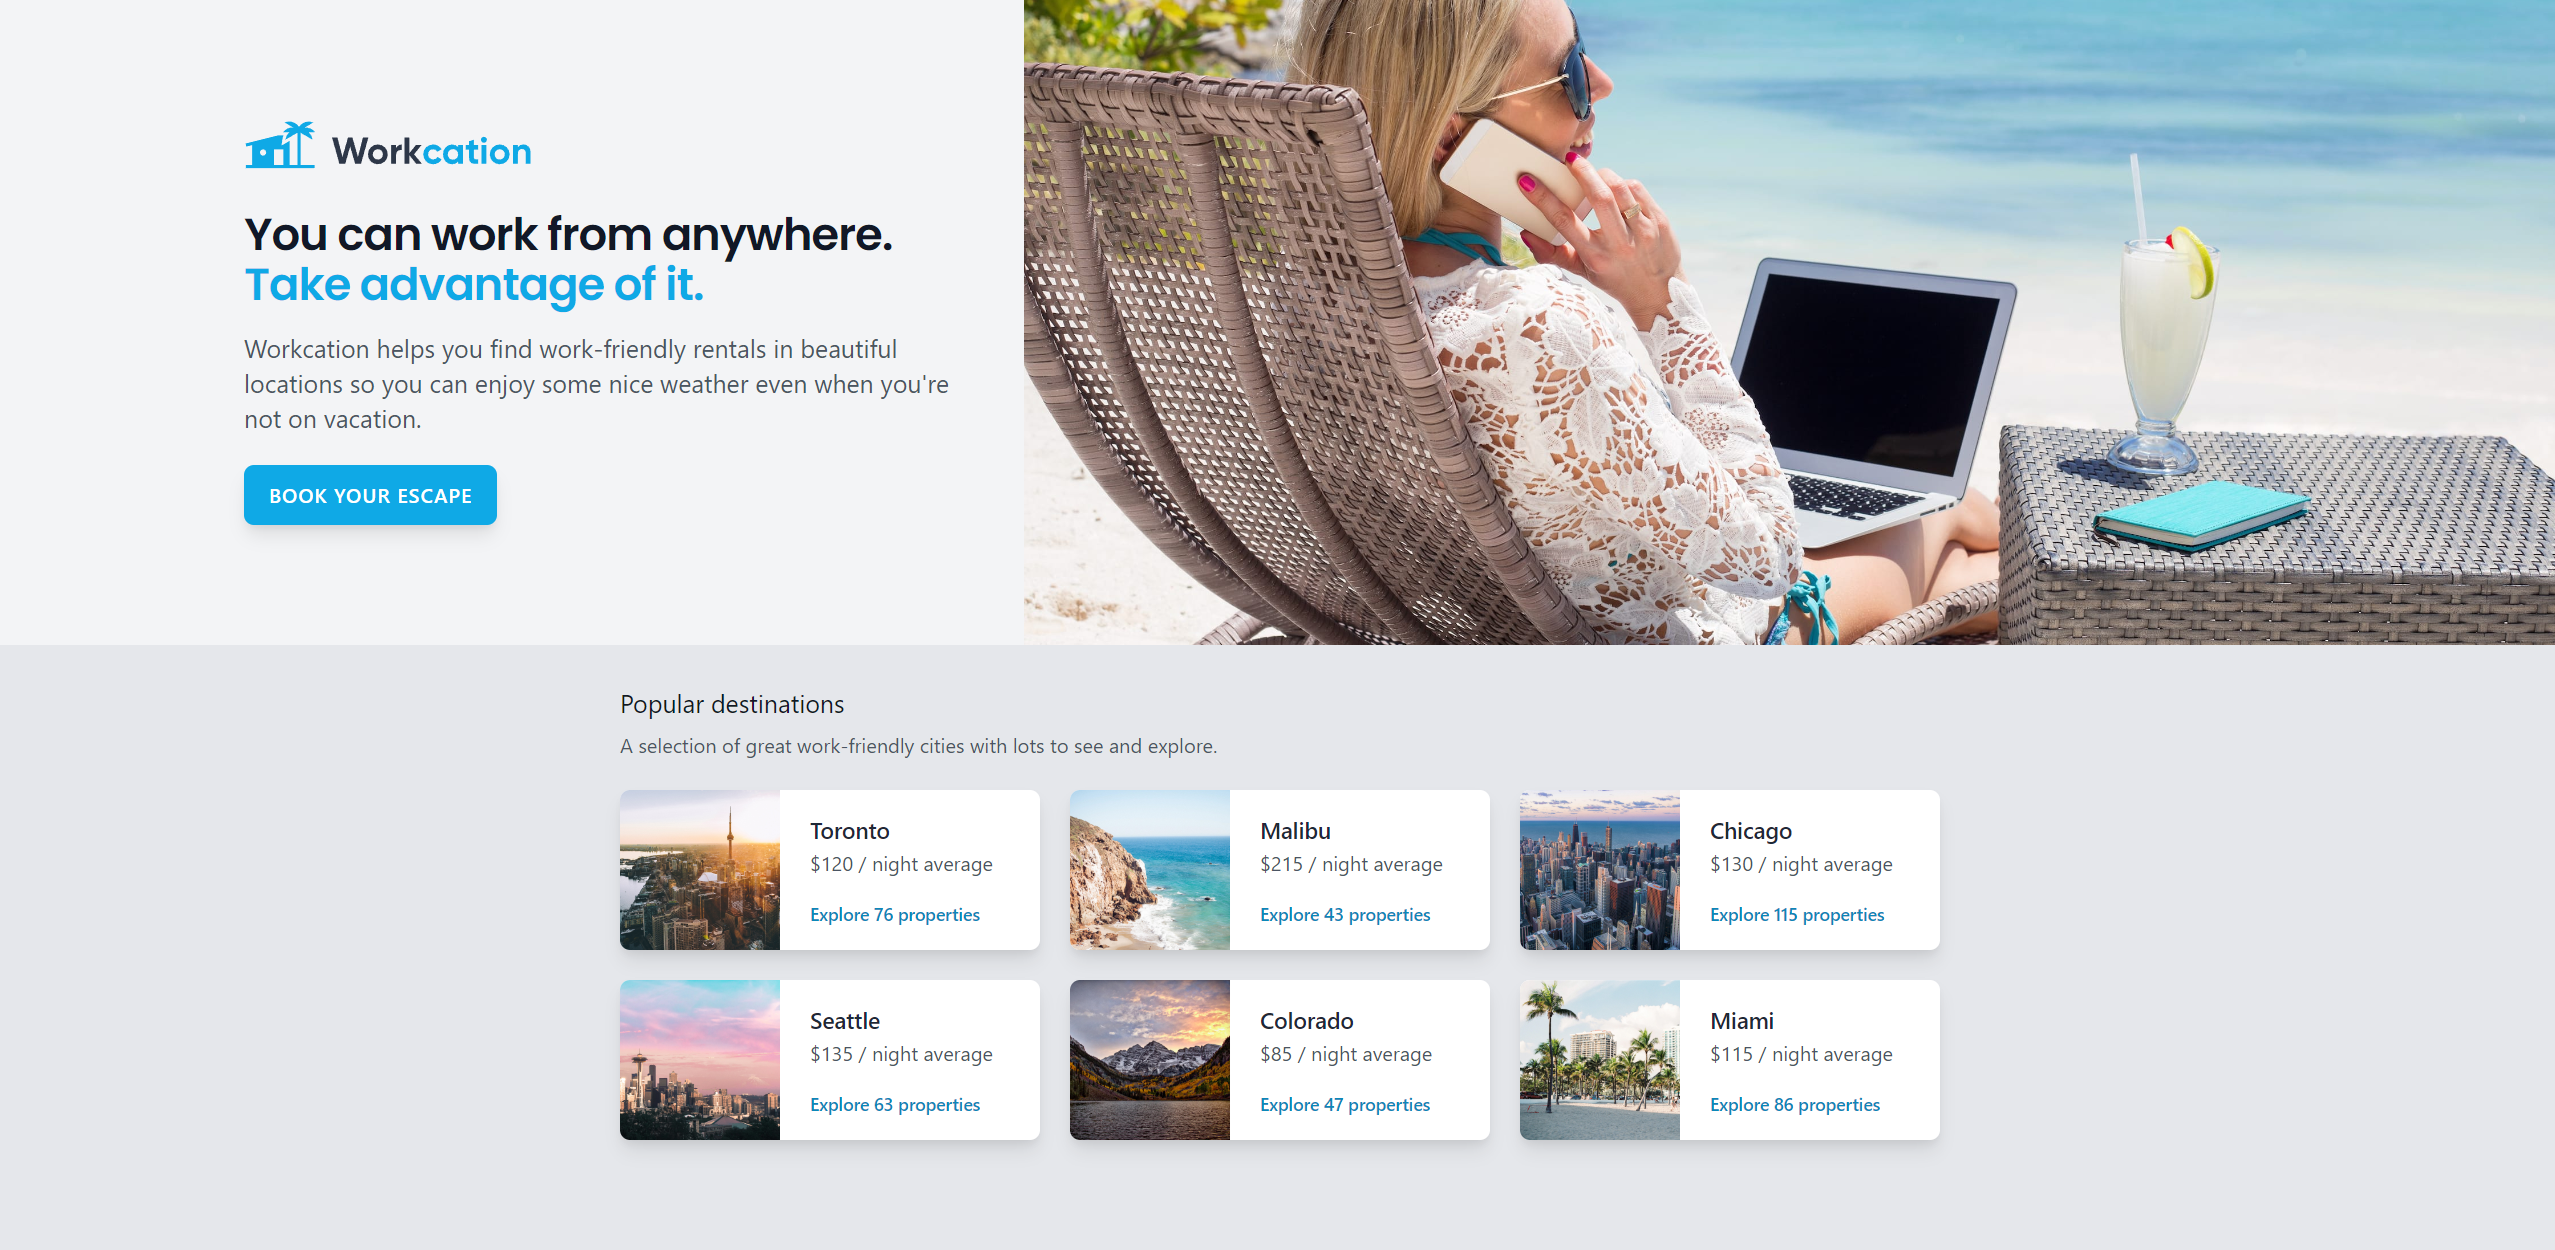 Workcation
You can work from anywhere.
Take advantage of it.
Workcation helps you find work-friendly rentals in beautiful
locations so you can enjoy some nice weather even when you're
not on vacation.
BOOK YOUR ESCAPE
Popular destinations
A selection of great work-friendly cities with lots to see and explore.
Toronto
$120 / night average
Explore 76 properties
Malibu
$215 / night average
Explore 43 properties
Chicago
$130 / night average
Explore 115 properties
Seattle
$135 / night average
Explore 63 properties
Colorado
$85 / night average
Explore 47 properties
Miami
$115 / night average
Explore 86 properties